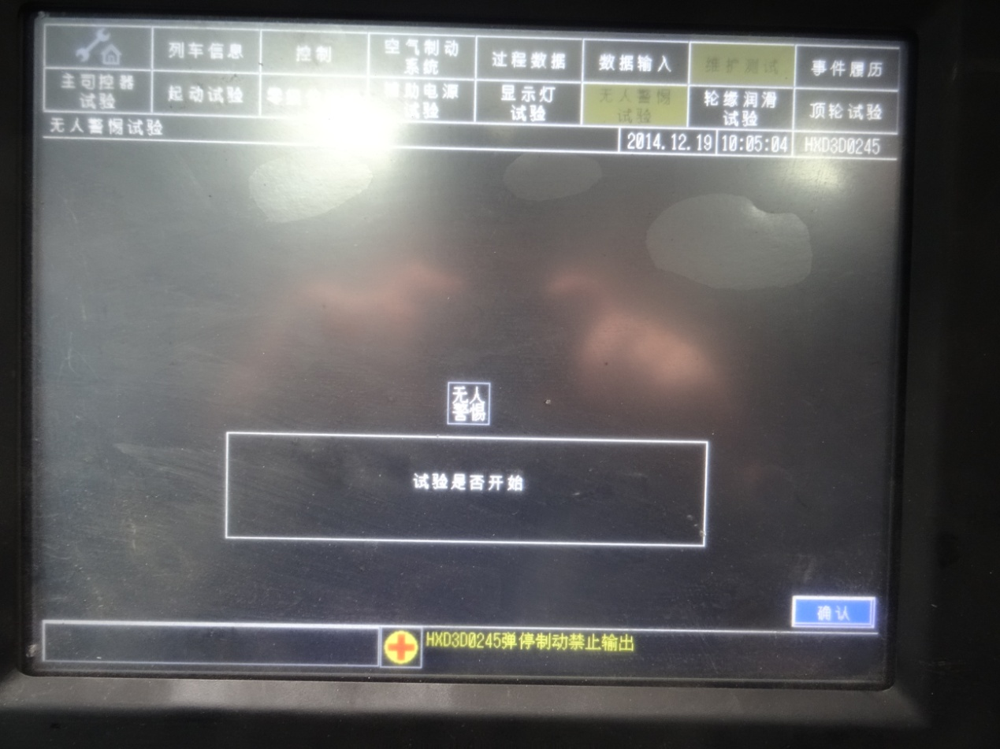 列车信息
控制
空气制动
系统
过程数据
数据输入
维护测试
事件履历
主司控器
试验
起动试验
助电源
试验
显示灯
试验
无人警惕
试验
轮缘润滑
试验
顶轮试验
无人警惕试验
2014.12.19
10:05:04
HXD3D0245
无人
警惕
试验是否开始
确认
HXD3D0245弹停制动禁止输出